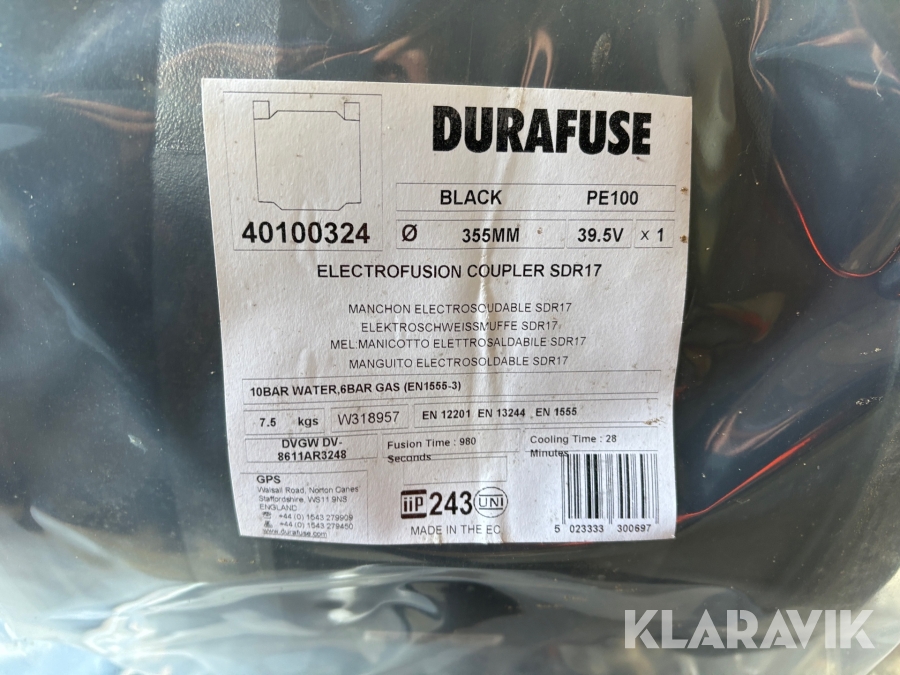 DURAFUSE
BLACK PE100
40100324 Ø 355MM 39.5V x 1
ELECTROFUSION COUPLER SDR17
MANCHON ELECTROSOUDABLE SDR17
ELEKTROSCHWEISSMUFFE SDR17
MEL:MANICOTTO ELETTROSALDABILE SDR17
MANGUITO ELECTROSOLDABLE SDR17
10BAR WATER,6BAR GAS (EN1555-3)
7.5 kgs W318957 EN 12201 EN 13244 EN 1555
DVGW DV-
8611AR3248
Fusion Time : 980
Seconds
Cooling Time : 28
Minutes
GPS
Walsall Road, Norton Canes
Staffordshire, WS11 9NS
ENGLAND
+44 (0) 1543 279909
+44 (0) 1543 279450
www.durafuse.com
iiP 243 UNI
MADE IN THE EC
5 023333 300697
KLARAVIK